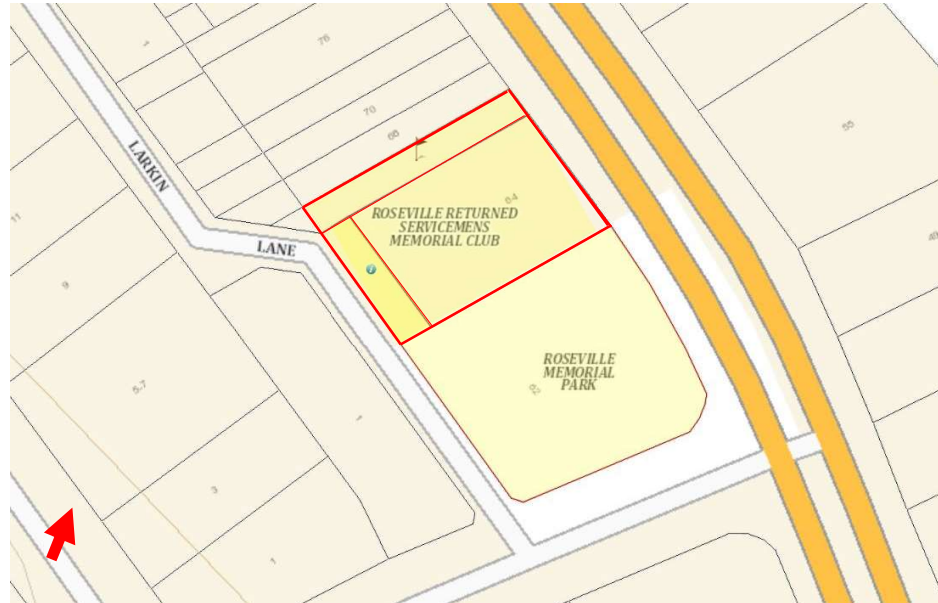 76
1
70
68
LARKIN
LANE
64
ROSEVILLE RETURNED
SERVICEMENS
MEMORIAL CLUB
55
49
11
9
i
5-7
ROSEVILLE
MEMORIAL
PARK
62
1
3
1